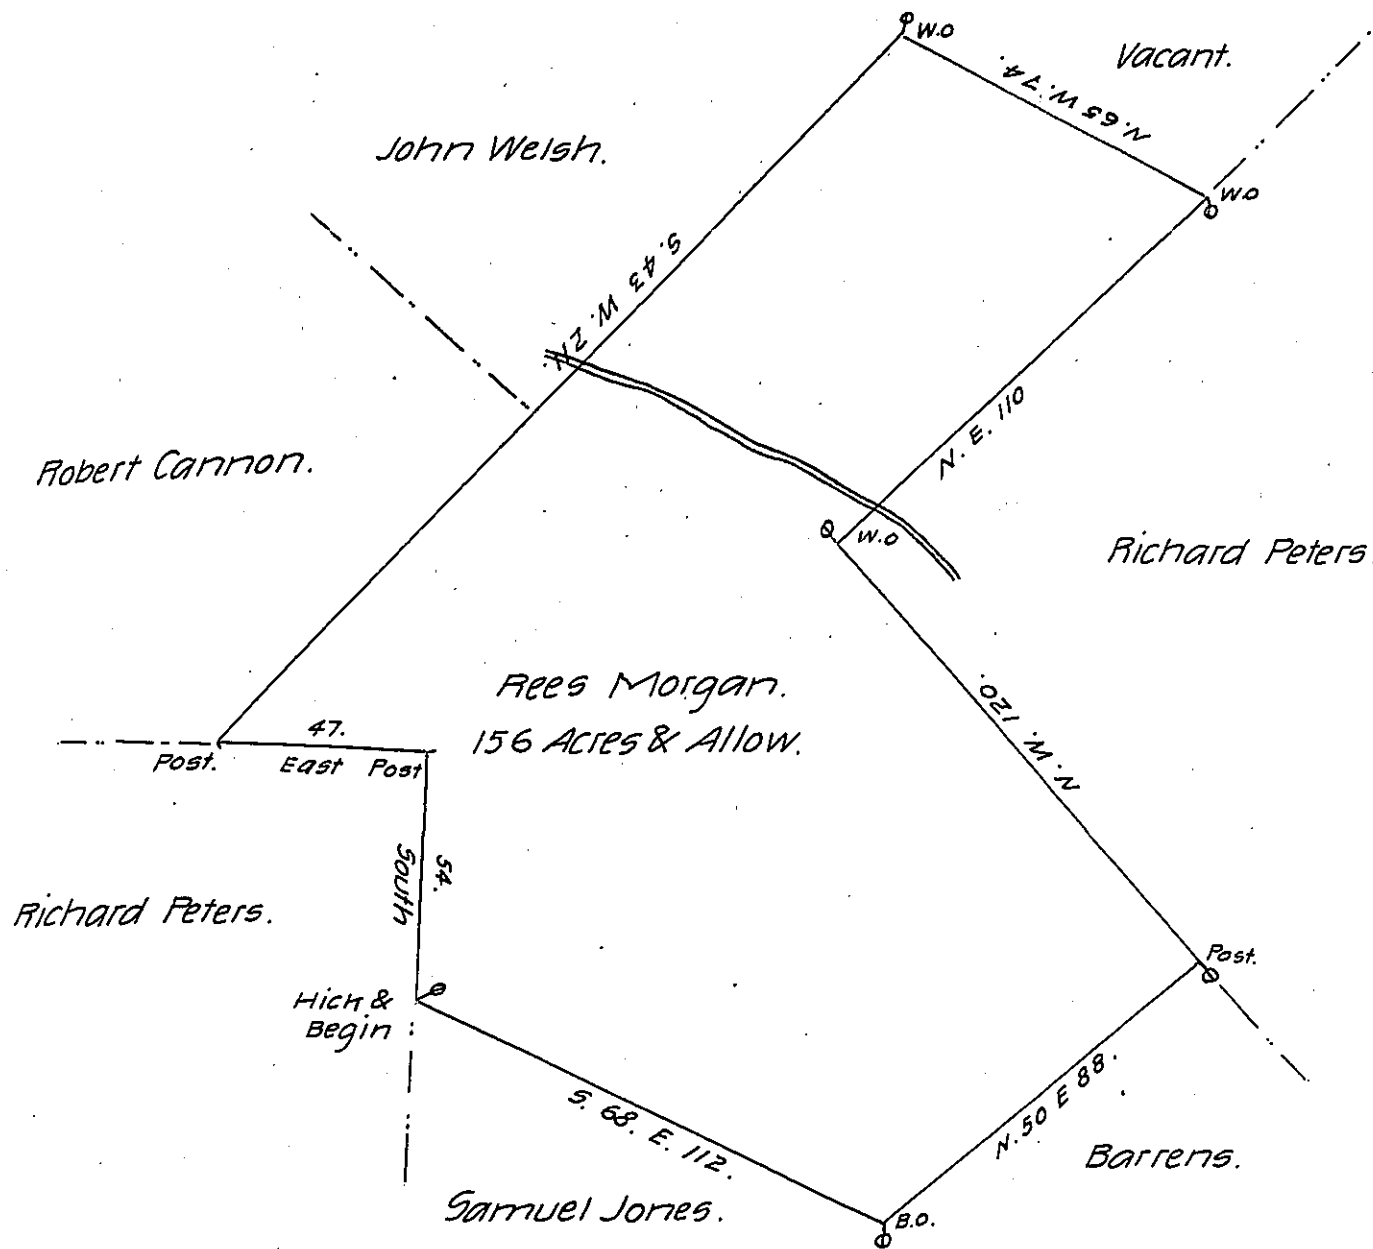 W.O
Vacant.
N. 65 W. 74.
John Welsh.
W.O
S. 43 W.
Robert Cannon.
N. E. 110
W.O
Richard Peters.
Rees Morgan.
156 Acres & Allow.
N. W. 120.
47.
Post. East Post
54.
South
Richard Peters.
Post.
Hick &
Begin
S. 68. E. 112.
N. 50 E 88.
Barrens.
Samuel Jones.
B.O.